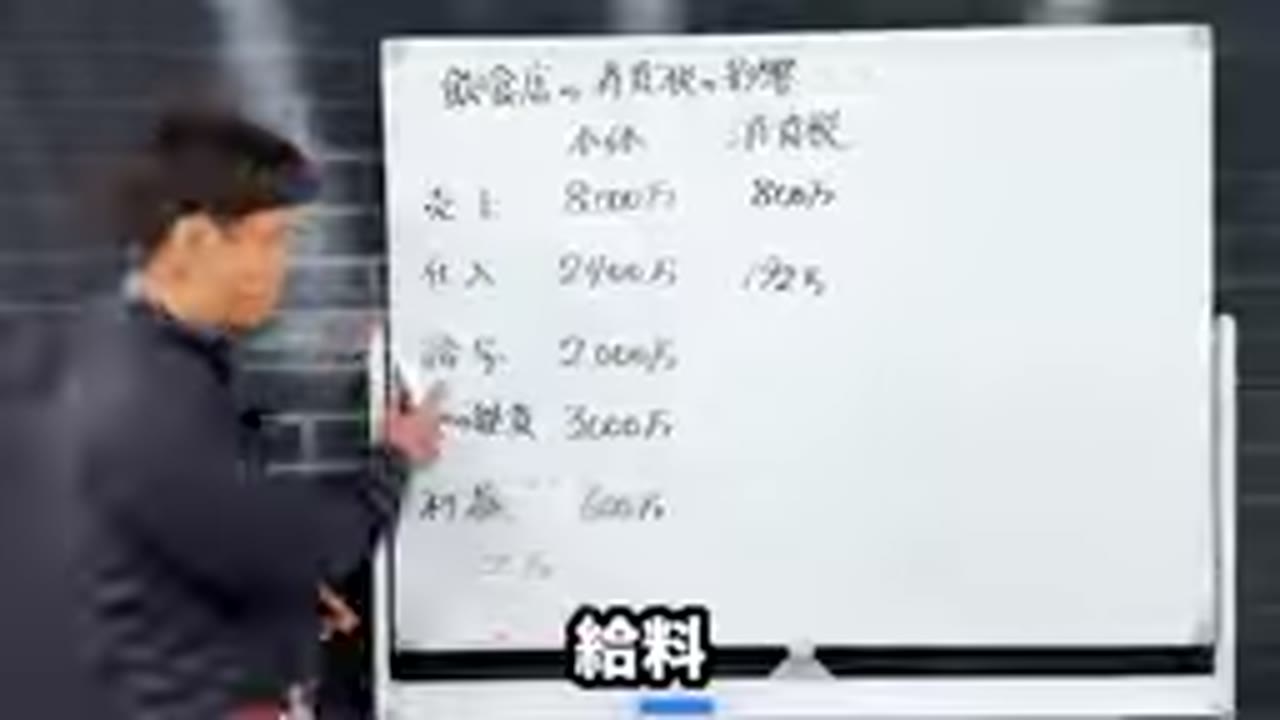 飲食店の消費税の影響
本体 消費税
売上 8000万 800万
仕入 2400万 192万
給与 2000万
経費 3000万
利益 600万
給料